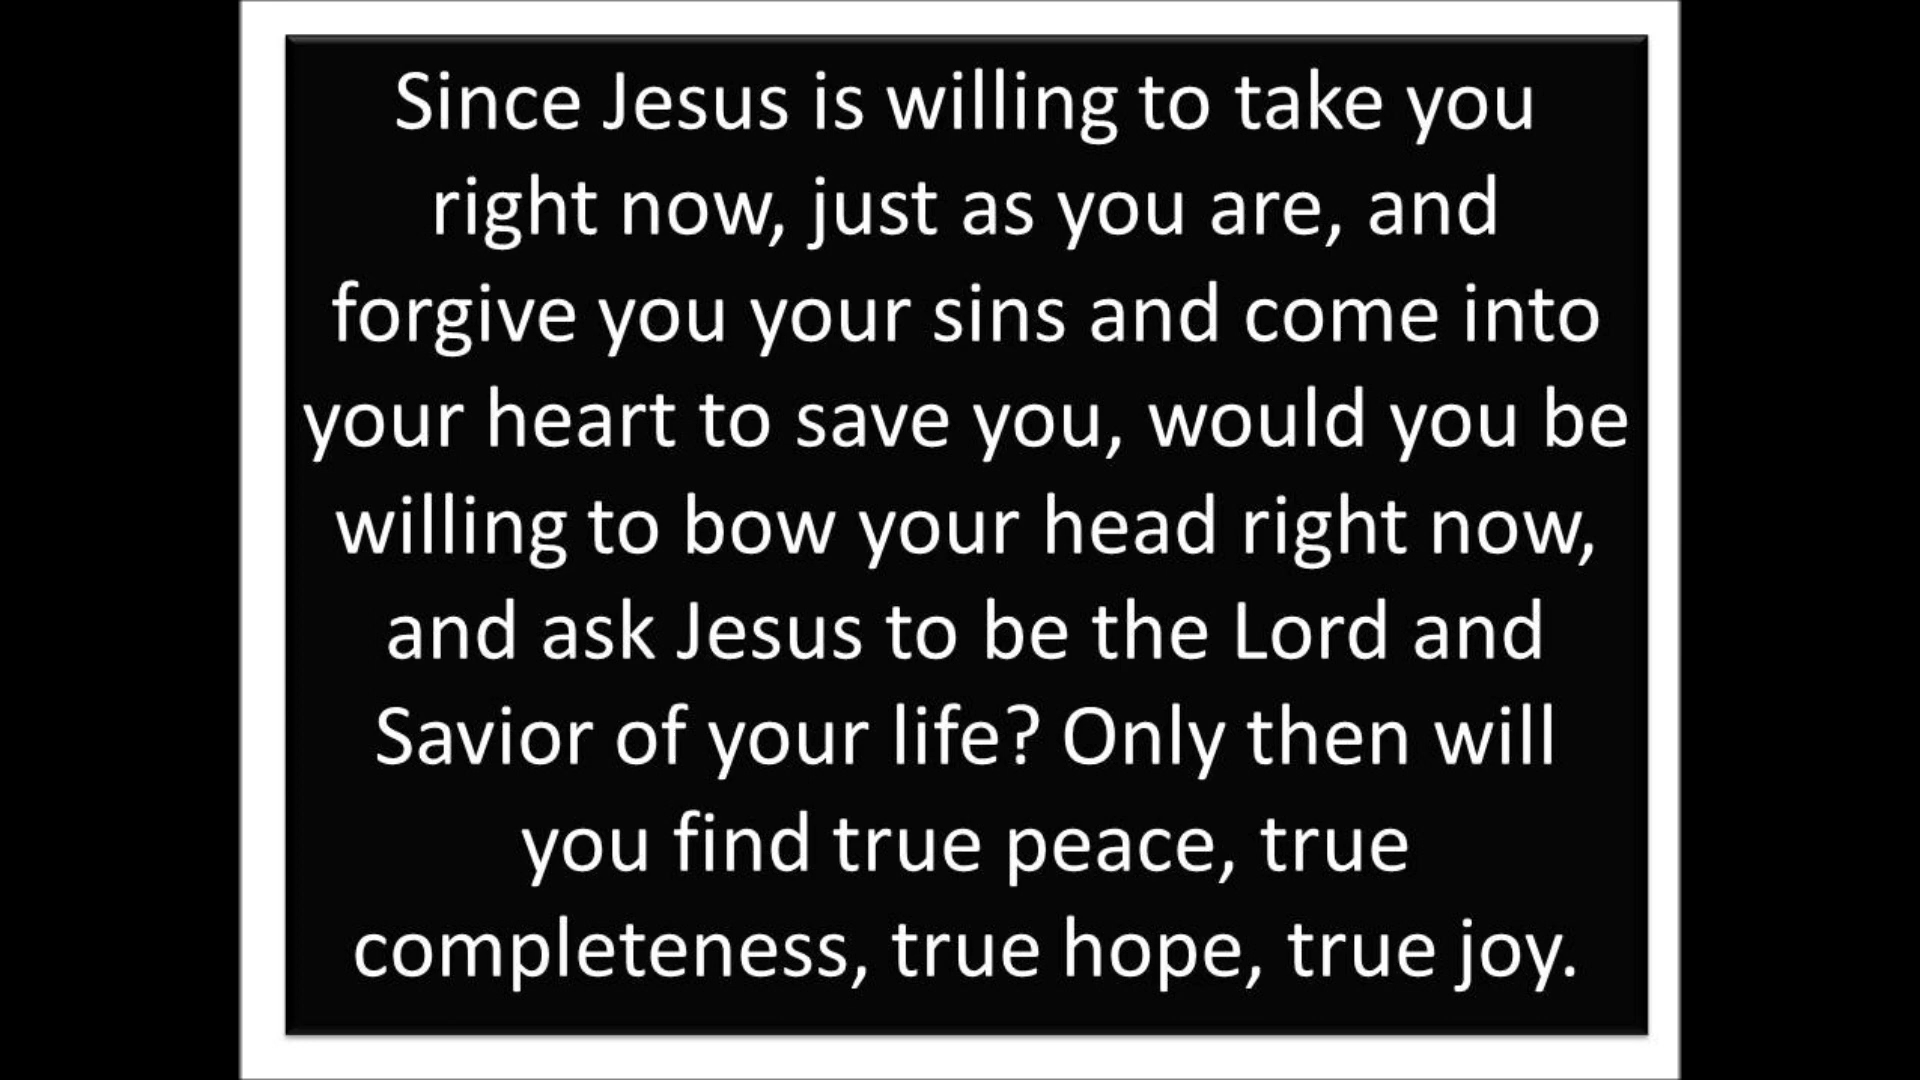 Since Jesus is willing to take you
right now, just as you are, and
forgive you your sins and come into
your heart to save you, would you be
willing to bow your head right now,
and ask Jesus to be the Lord and
Savior of your life? Only then will
you find true peace, true
completeness, true hope, true joy.